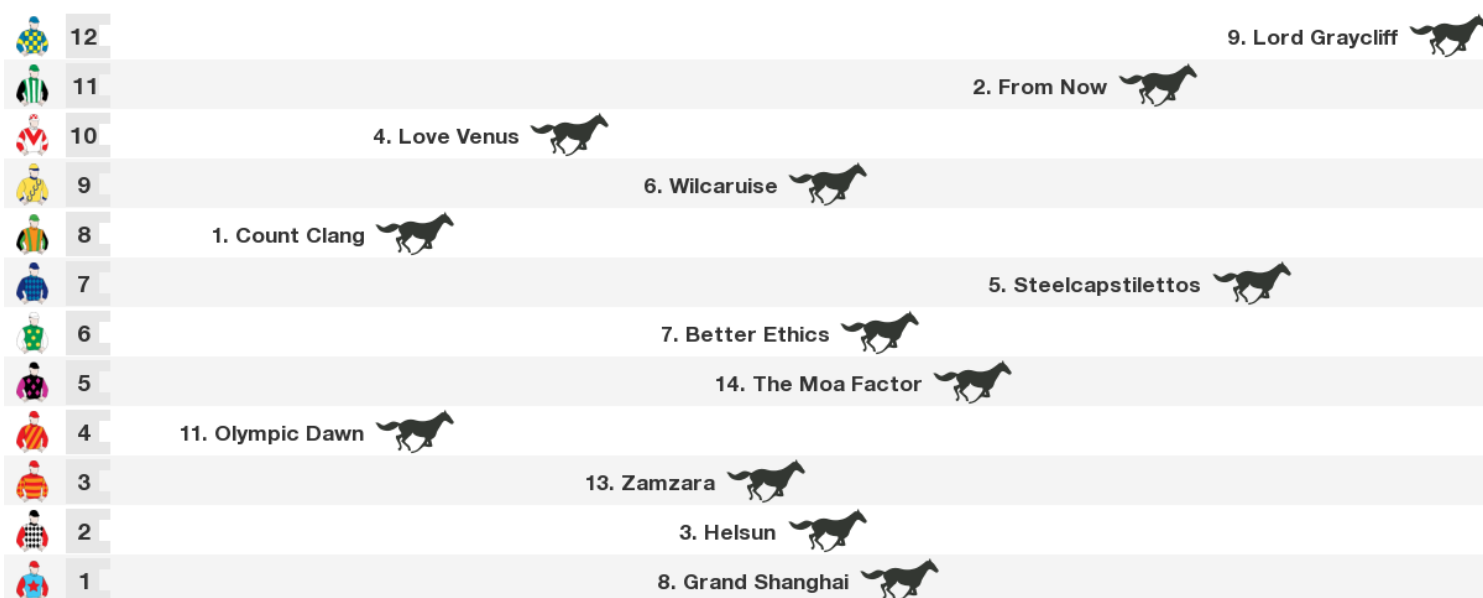 12 9. Lord Graycliff
11 2. From Now
10 4. Love Venus
9 6. Wilcaruise
8 1. Count Clang
7 5. Steelcapstilettos
6 7. Better Ethics
5 14. The Moa Factor
4 11. Olympic Dawn
3 13. Zamzara
2 3. Helsun
1 8. Grand Shanghai